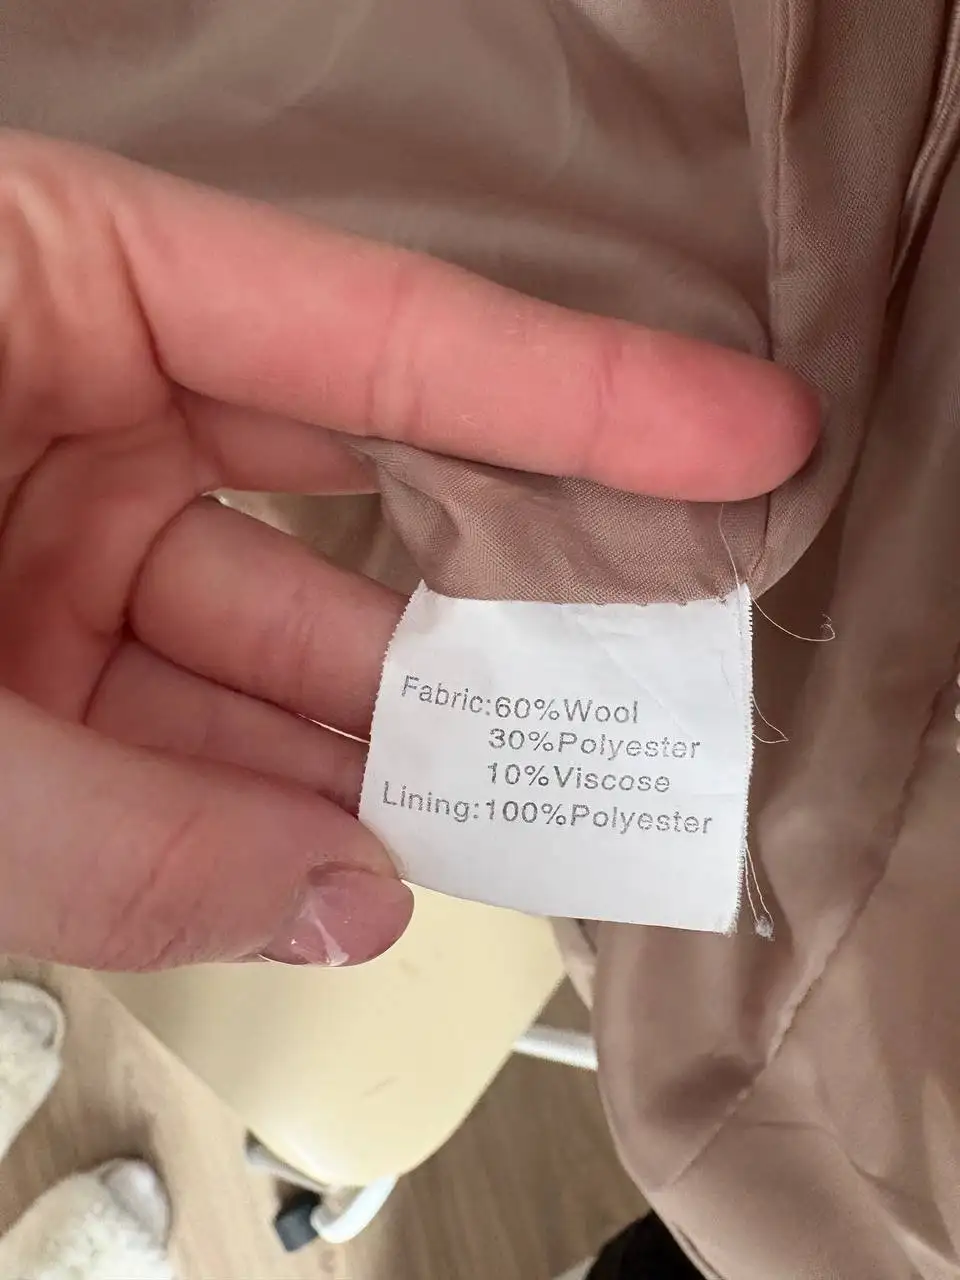 Fabric:60%Wool
30%Polyester
10%Viscose
Lining:100%Polyester